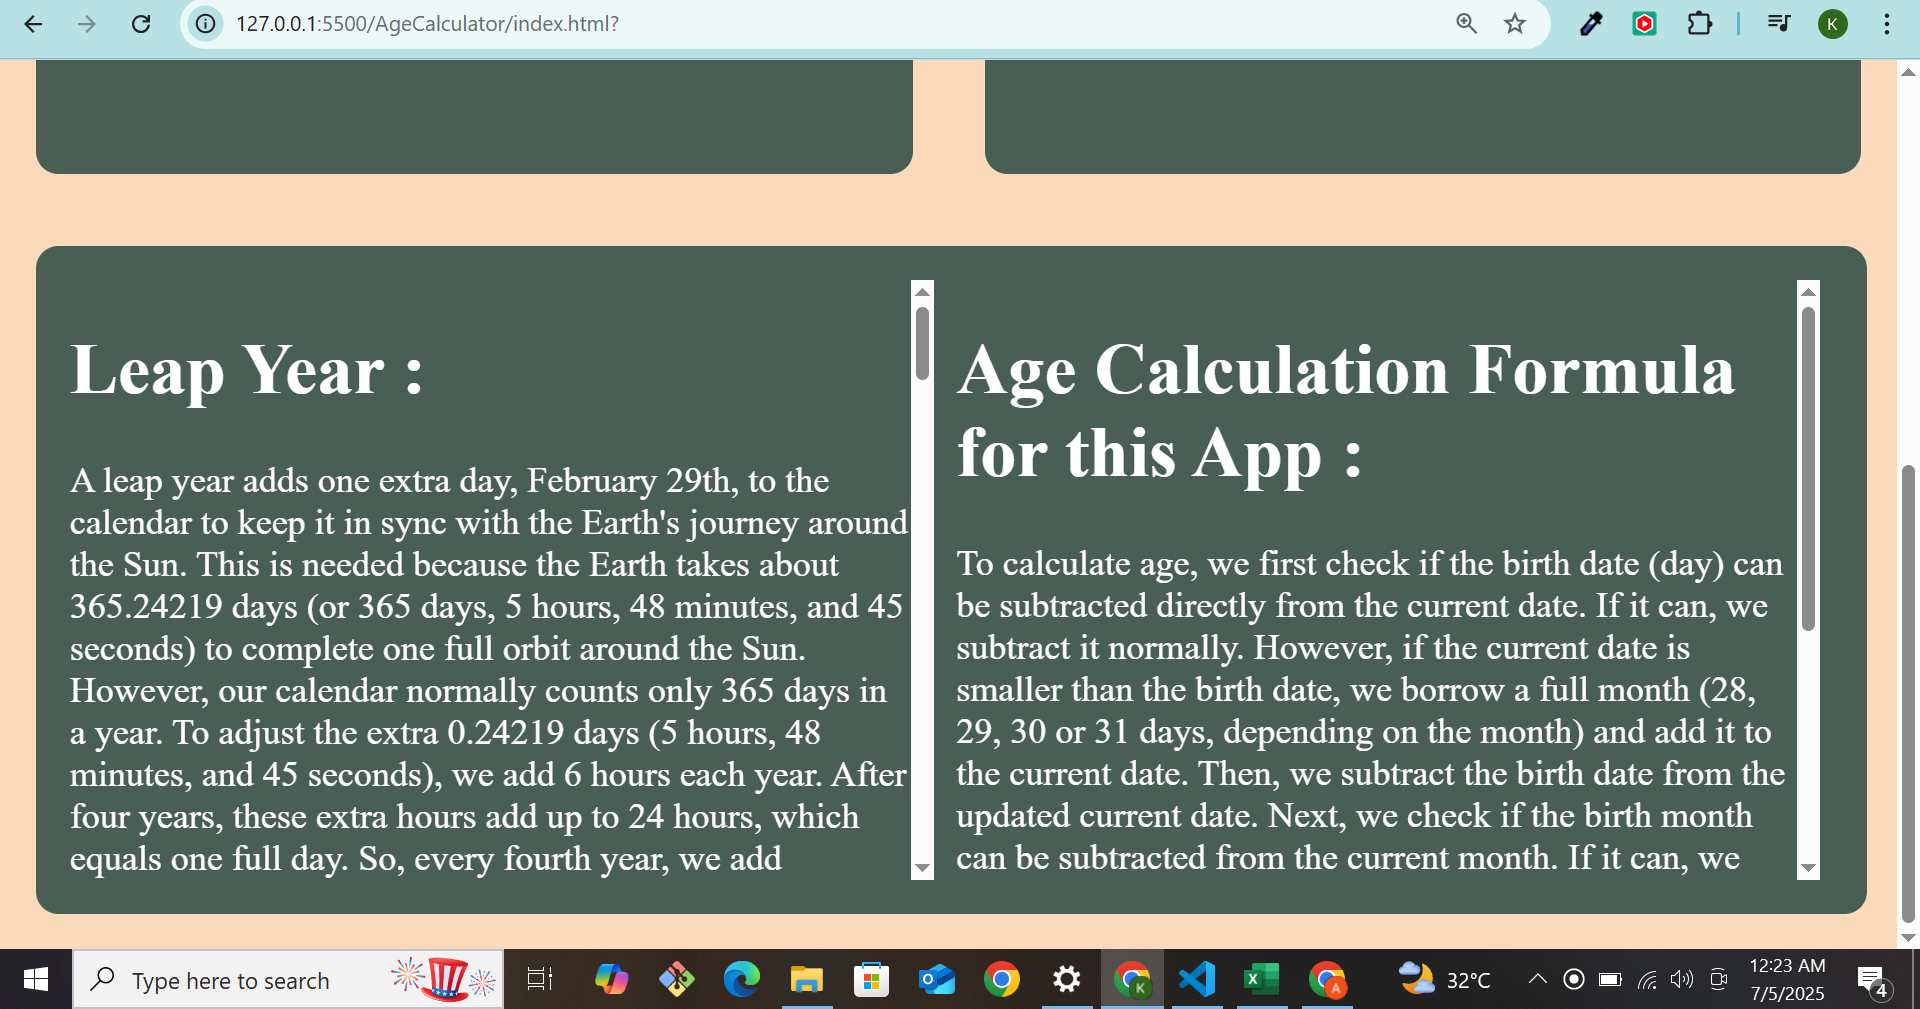 127.0.0.1:5500/AgeCalculator/index.html?
K
Leap Year :
A leap year adds one extra day, February 29th, to the
calendar to keep it in sync with the Earth's journey around
the Sun. This is needed because the Earth takes about
365.24219 days (or 365 days, 5 hours, 48 minutes, and 45
seconds) to complete one full orbit around the Sun.
However, our calendar normally counts only 365 days in
a year. To adjust the extra 0.24219 days (5 hours, 48
minutes, and 45 seconds), we add 6 hours each year. After
four years, these extra hours add up to 24 hours, which
equals one full day. So, every fourth year, we add
Age Calculation Formula
for this App :
To calculate age, we first check if the birth date (day) can
be subtracted directly from the current date. If it can, we
subtract it normally. However, if the current date is
smaller than the birth date, we borrow a full month (28,
29, 30 or 31 days, depending on the month) and add it to
the current date. Then, we subtract the birth date from the
updated current date. Next, we check if the birth month
can be subtracted from the current month. If it can, we
Type here to search
K
X
A
32°C
12:23 AM
7/5/2025
4